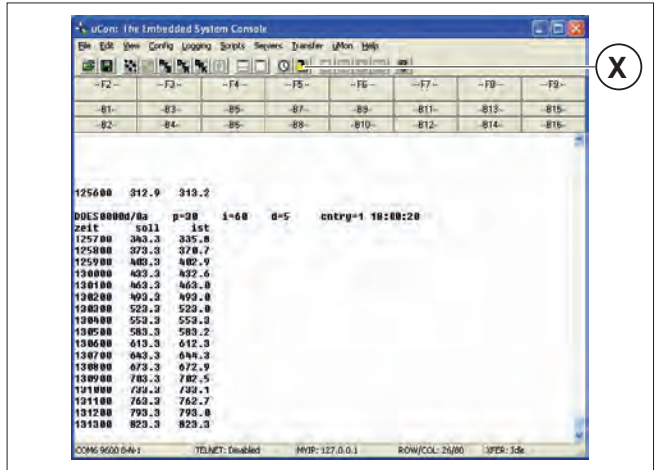 uCon: The Embedded System Console
File Edit View Config Logging Scripts Servers Transfer uMon Help
X
--F2-- --F3-- --F4-- --F5-- --F6-- --F7-- --F8-- --F9--
--B1-- --B3-- --B5-- --B7-- --B9-- --B11-- --B13-- --B15--
--B2-- --B4-- --B6-- --B8-- --B10-- --B12-- --B14-- --B16--
125600 312.9 313.2
p=30 i=60 d=5 entry=1 18:00:20
zeit soll ist
125700 343.3 335.8
125800 373.3 370.7
125900 403.3 402.9
130000 433.3 432.6
130100 463.3 463.0
130200 493.3 493.0
130300 523.3 523.0
130400 553.3 553.3
130500 583.3 583.2
130600 613.3 612.3
130700 643.3 644.3
130800 673.3 672.9
130900 703.3 702.5
131000 733.3 733.1
131100 763.3 762.7
131200 793.3 793.0
131300 823.3 823.3
COM6 9600 8-N-1 TELNET: Disabled MYIP: 127.0.0.1 ROW/COL: 26/80 XFER: Idle